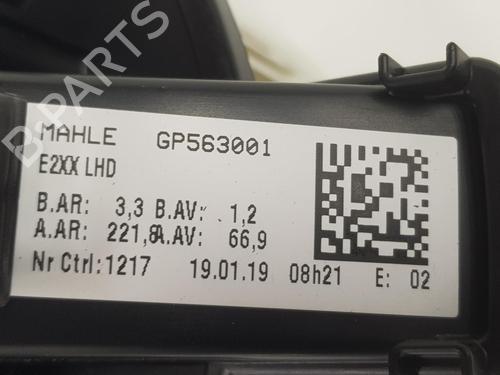 MAHLE GP563001
E2XX LHD
B.AR: 3,3 B.AV: 1,2
A.AR: 221,8 A.AV: 66,9
Nr Ctrl:1217 19.01.19 08h21 E: 02